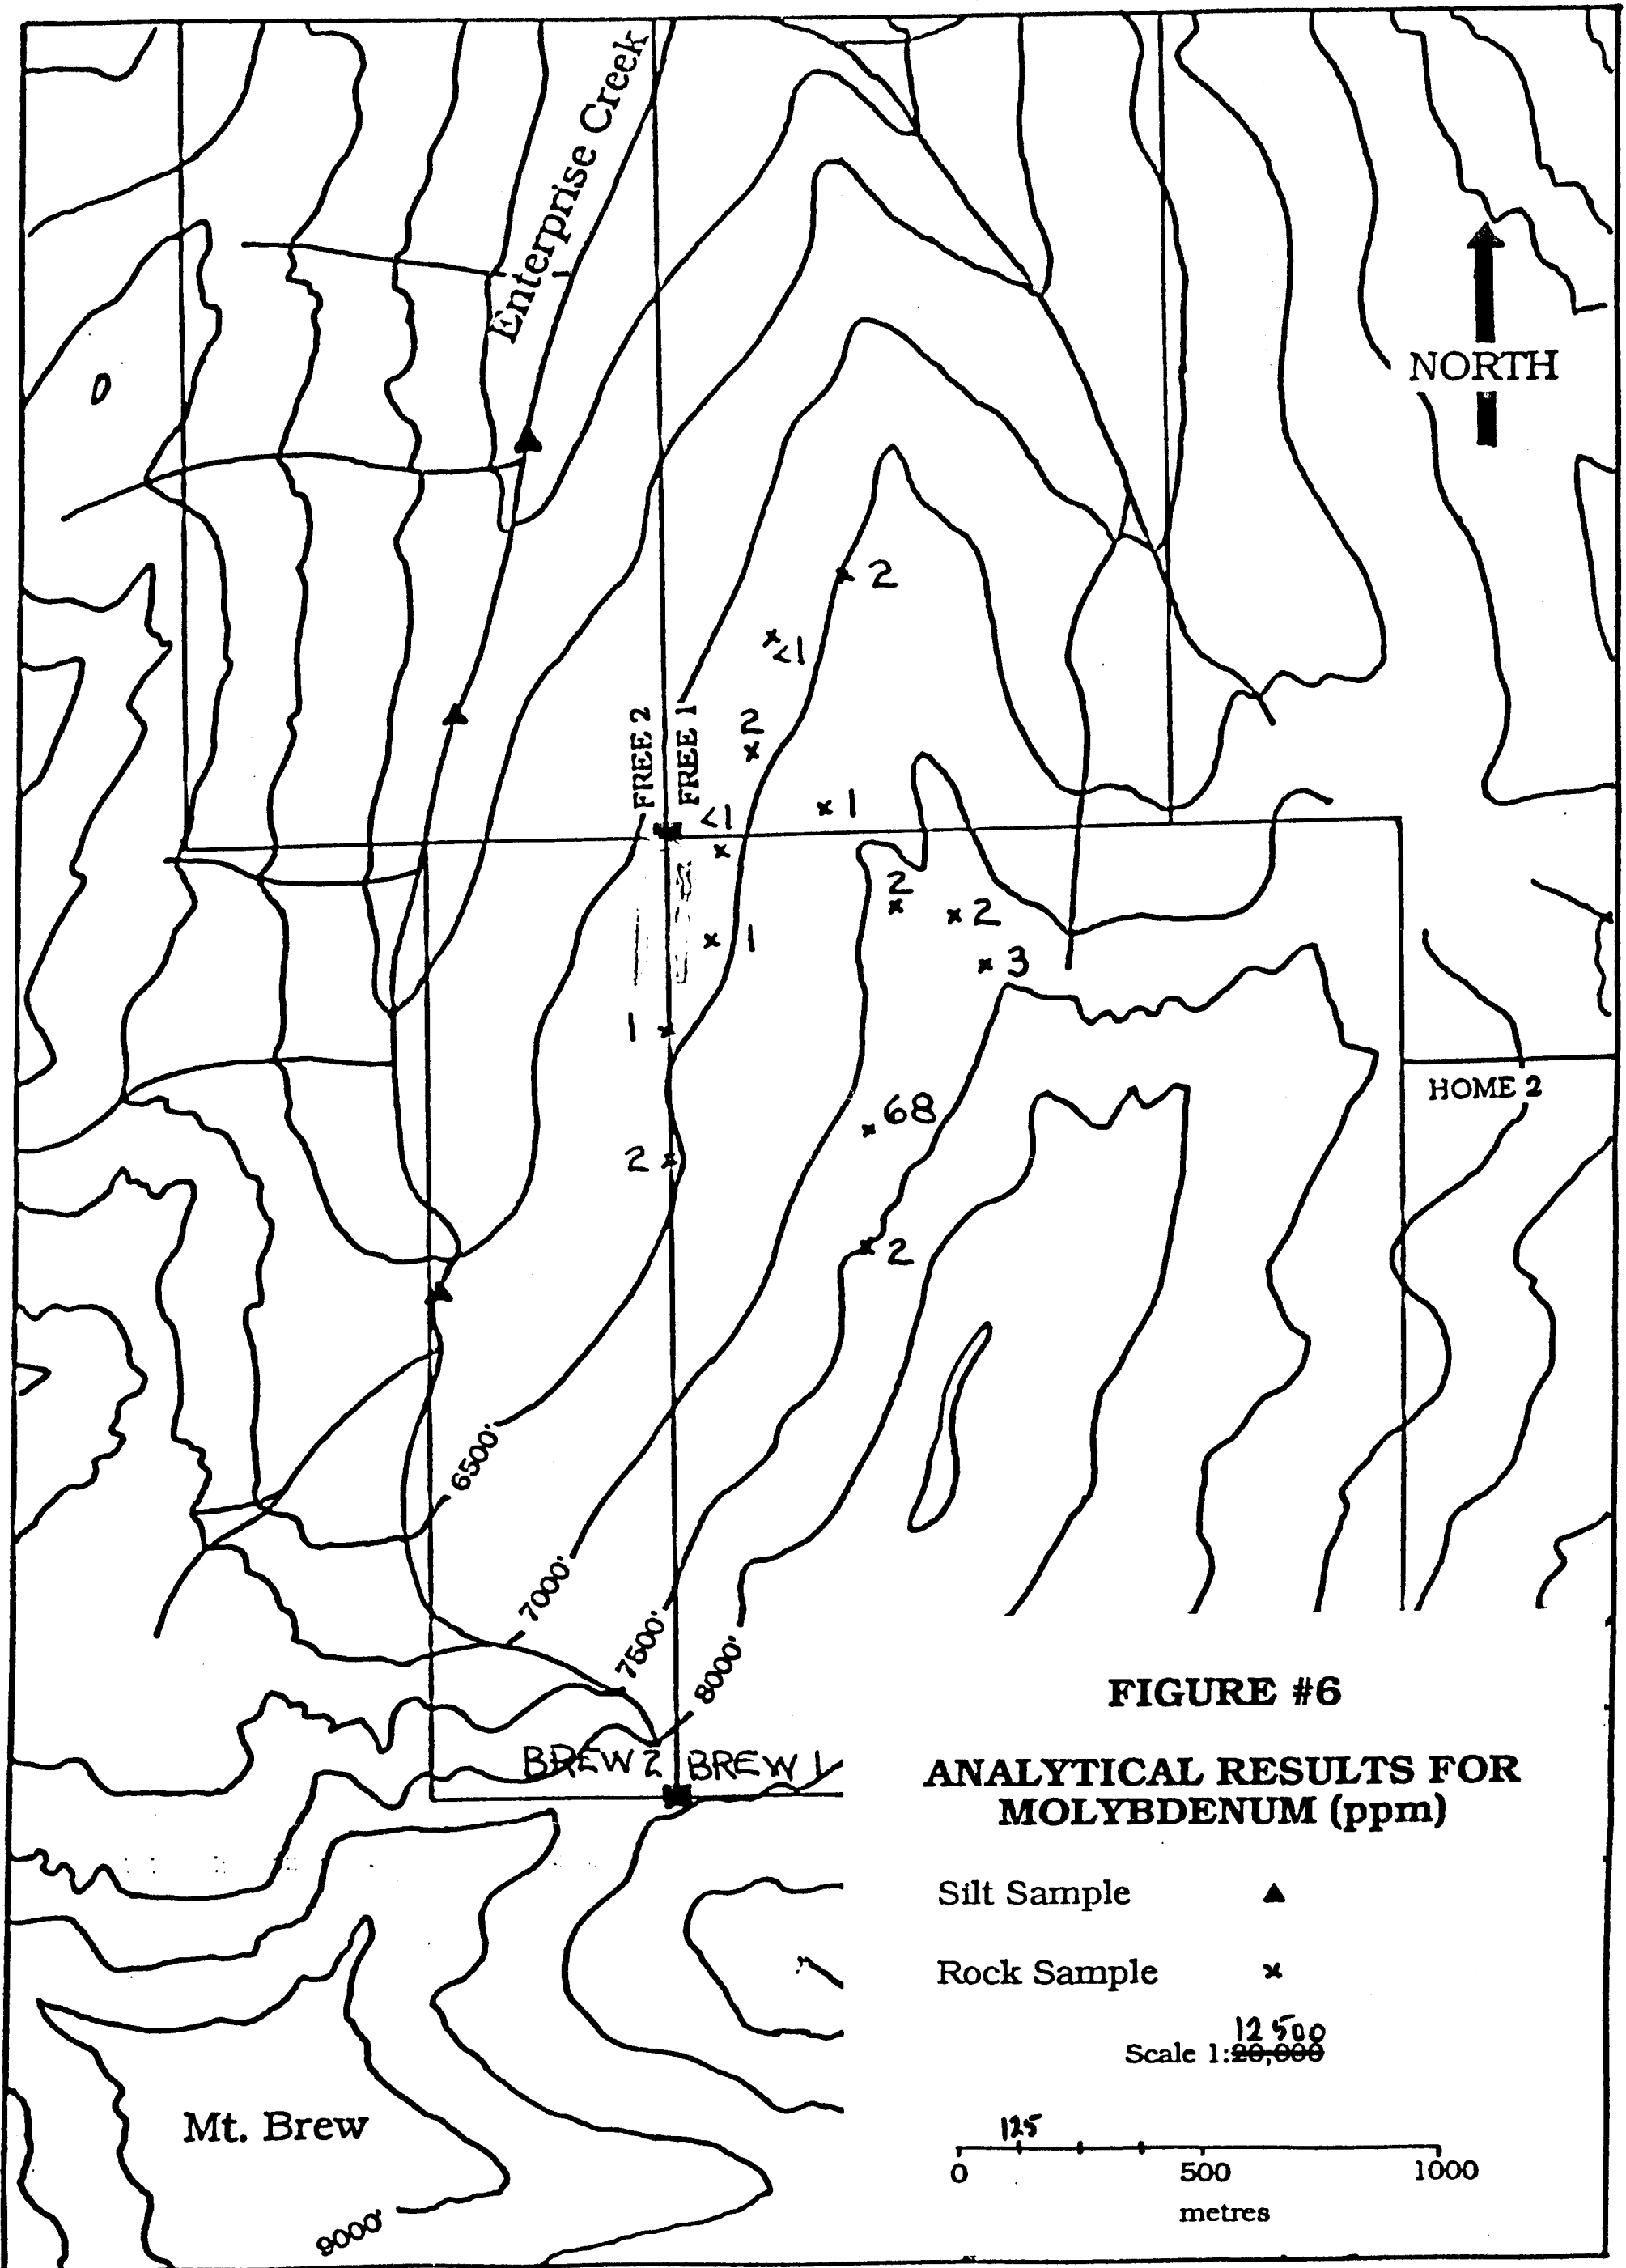 Enterprise Creek
NORTH
2
<1
2
FREE 2
FREE 1
1
<1
2
2
1
3
1
HOME 2
68
2
2
6500'
7000'
7500'
8000'
BREW 2
BREW 1
FIGURE #6
ANALYTICAL RESULTS FOR
MOLYBDENUM (ppm)
Silt Sample
Rock Sample
12 500
Scale 1:20,000
125
0 500 1000
metres
Mt. Brew
9000'